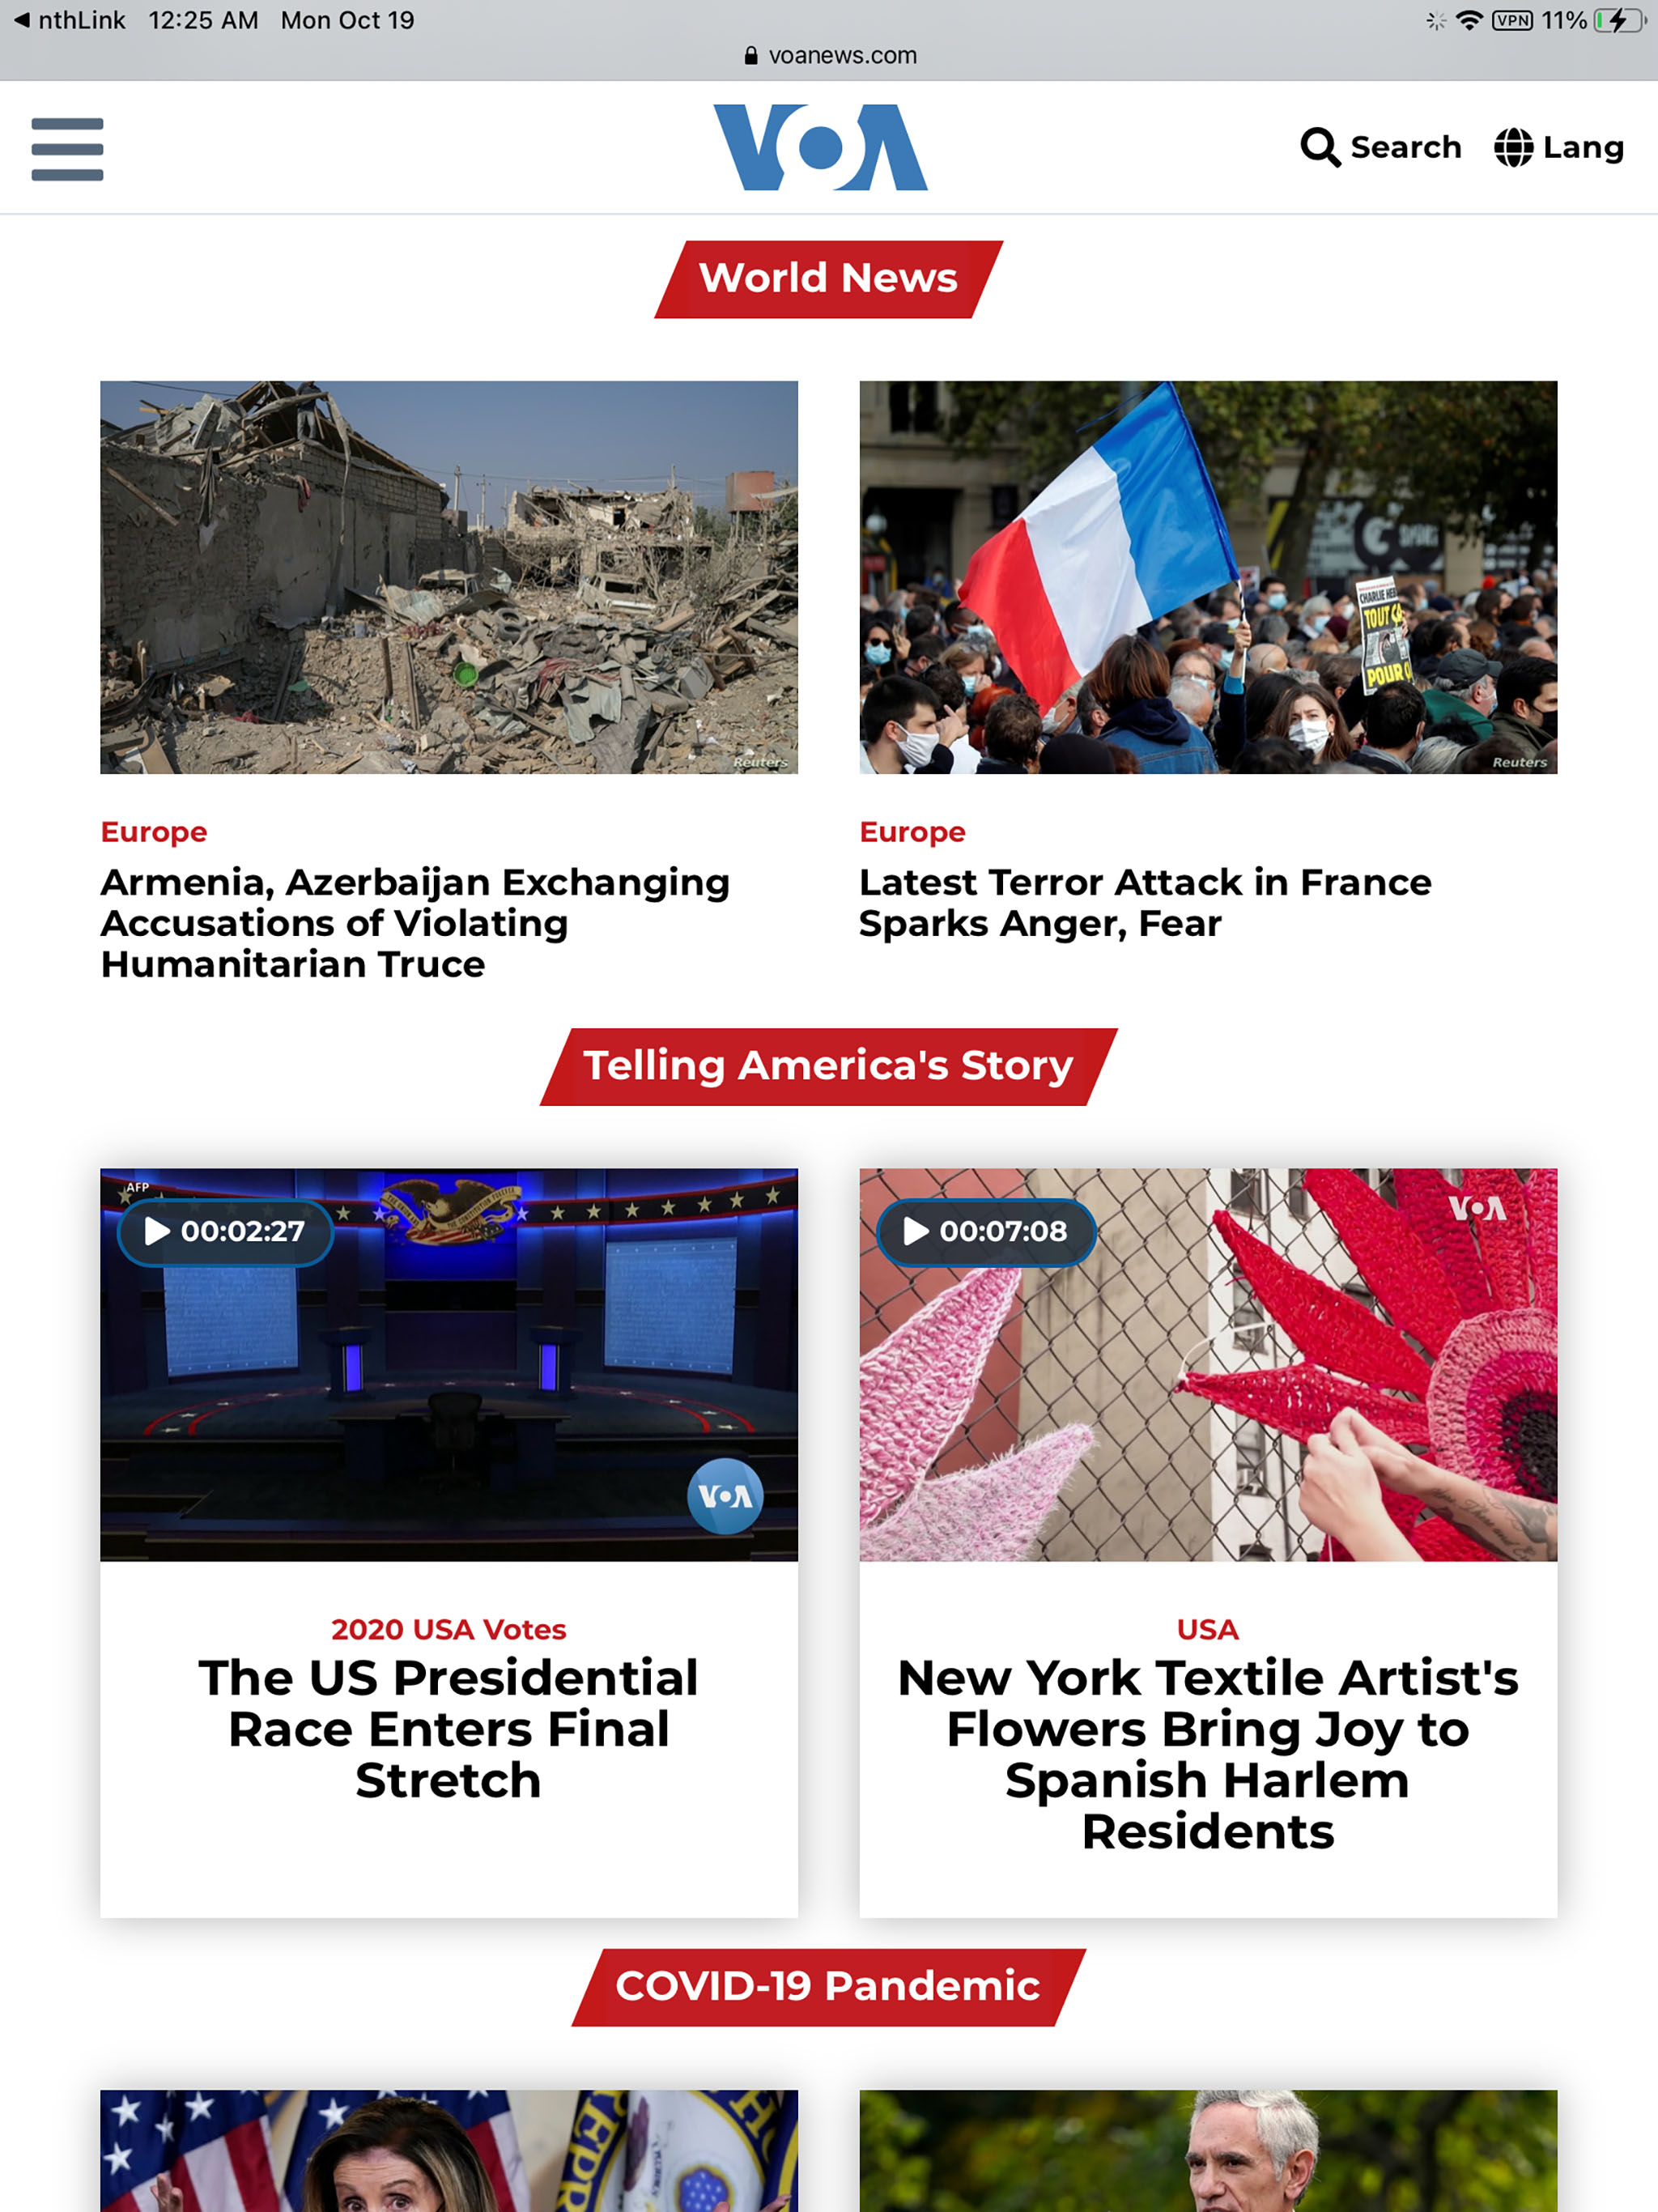 nthLink 12:25 AM Mon Oct 19
VPN 11%
voanews.com
VOA
Search Lang
World News
CHARLIE
TOUT
POUR
Reuters
Reuters
Europe
Armenia, Azerbaijan Exchanging
Accusations of Violating
Humanitarian Truce
Europe
Latest Terror Attack in France
Sparks Anger, Fear
Telling America's Story
AFP
00:02:27
VOA
00:07:08
VOA
2020 USA Votes
The US Presidential
Race Enters Final
Stretch
USA
New York Textile Artist's
Flowers Bring Joy to
Spanish Harlem
Residents
COVID-19 Pandemic